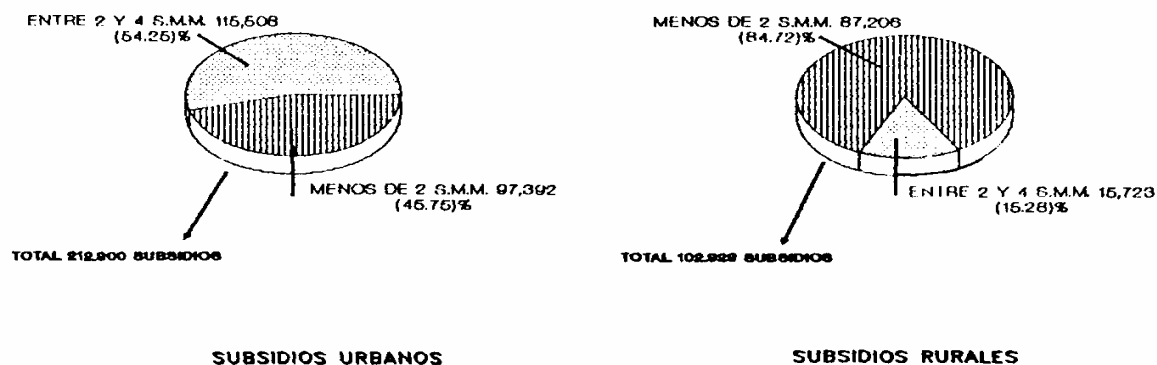 ENTRE 2 Y 4 S.M.M. 115,508
(54.25)%
MENOS DE 2 S.M.M. 97,392
(45.75)%
TOTAL 212.900 SUBSIDIOS
SUBSIDIOS URBANOS
MENOS DE 2 S.M.M. 87,206
(84.72)%
ENTRE 2 Y 4 S.M.M. 15,723
(15.28)%
TOTAL 102.929 SUBSIDIOS
SUBSIDIOS RURALES